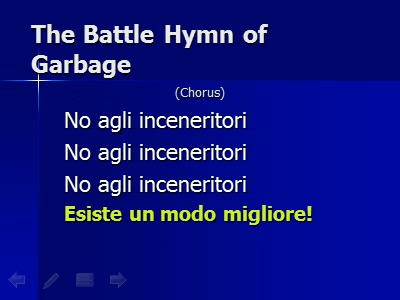 The Battle Hymn of
Garbage
(Chorus)
No agli inceneritori
No agli inceneritori
No agli inceneritori
Esiste un modo migliore!